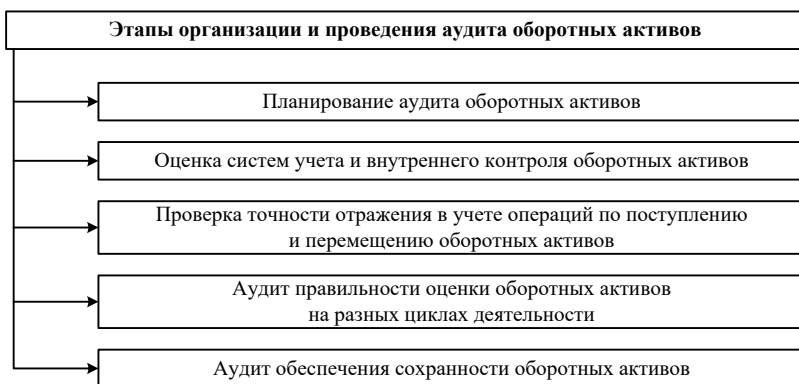 Этапы организации и проведения аудита оборотных активов
Планирование аудита оборотных активов
Оценка систем учета и внутреннего контроля оборотных активов
Проверка точности отражения в учете операций по поступлению
и перемещению оборотных активов
Аудит правильности оценки оборотных активов
на разных циклах деятельности
Аудит обеспечения сохранности оборотных активов